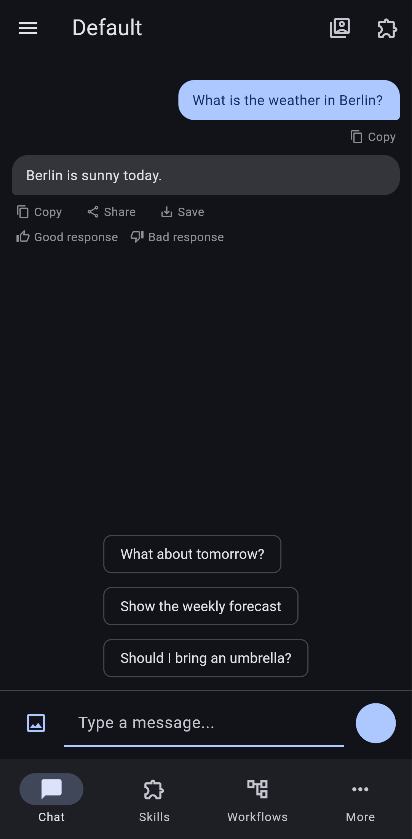 Default
What is the weather in Berlin?
Copy
Berlin is sunny today.
Copy Share Save
Good response Bad response
What about tomorrow?
Show the weekly forecast
Should I bring an umbrella?
Type a message...
Chat Skills Workflows More